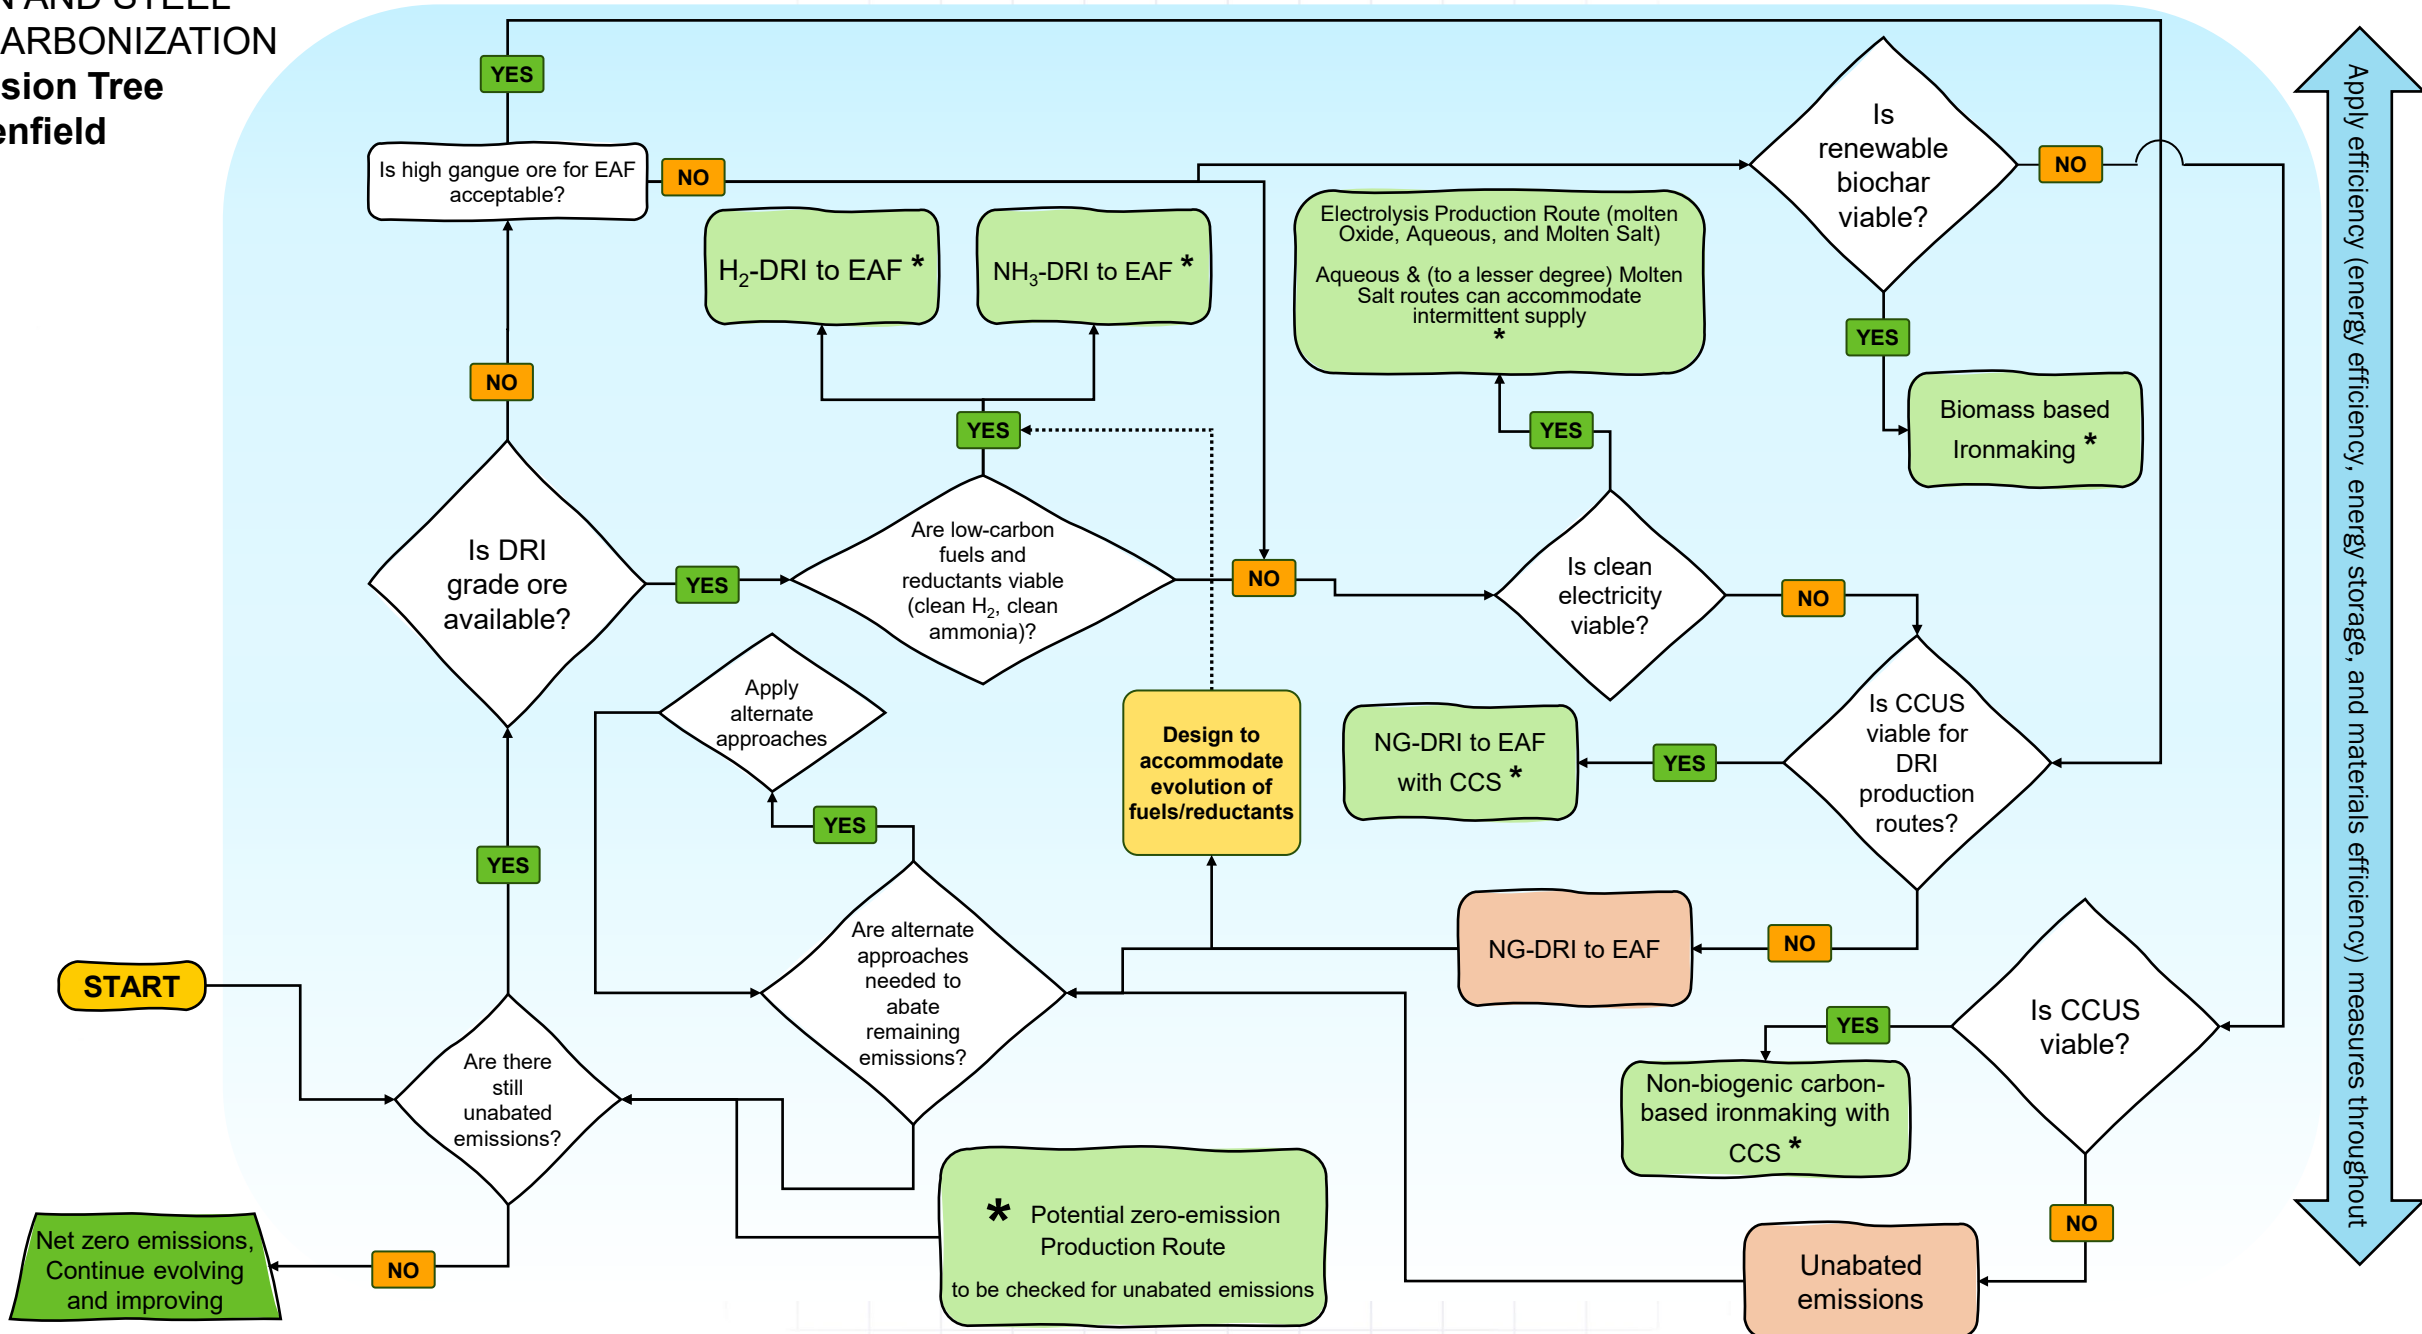 N AND STEEL
ARBONIZATION
sion Tree
enfield
YES
Is high gangue ore for EAF
acceptable?
NO
H₂-DRI to EAF *
NH₃-DRI to EAF *
Electrolysis Production Route (molten
Oxide, Aqueous, and Molten Salt)
Aqueous & (to a lesser degree) Molten
Salt routes can accommodate
intermittent supply
*
Is
renewable
biochar
viable?
NO
YES
Biomass based
Ironmaking *
NO
YES
YES
Is DRI
grade ore
available?
YES
Are low-carbon
fuels and
reductants viable
(clean H₂, clean
ammonia)?
NO
Is clean
electricity
viable?
NO
Apply
alternate
approaches
Design to
accommodate
evolution of
fuels/reductants
NG-DRI to EAF
with CCS *
YES
Is CCUS
viable for
DRI
production
routes?
YES
YES
Are alternate
approaches
needed to
abate
remaining
emissions?
NG-DRI to EAF
NO
START
Are there
still
unabated
emissions?
YES
Is CCUS
viable?
Non-biogenic carbon-
based ironmaking with
CCS *
NO
Net zero emissions,
Continue evolving
and improving
NO
* Potential zero-emission
Production Route
to be checked for unabated emissions
Unabated
emissions
Apply efficiency (energy efficiency, energy storage, and materials efficiency) measures throughout